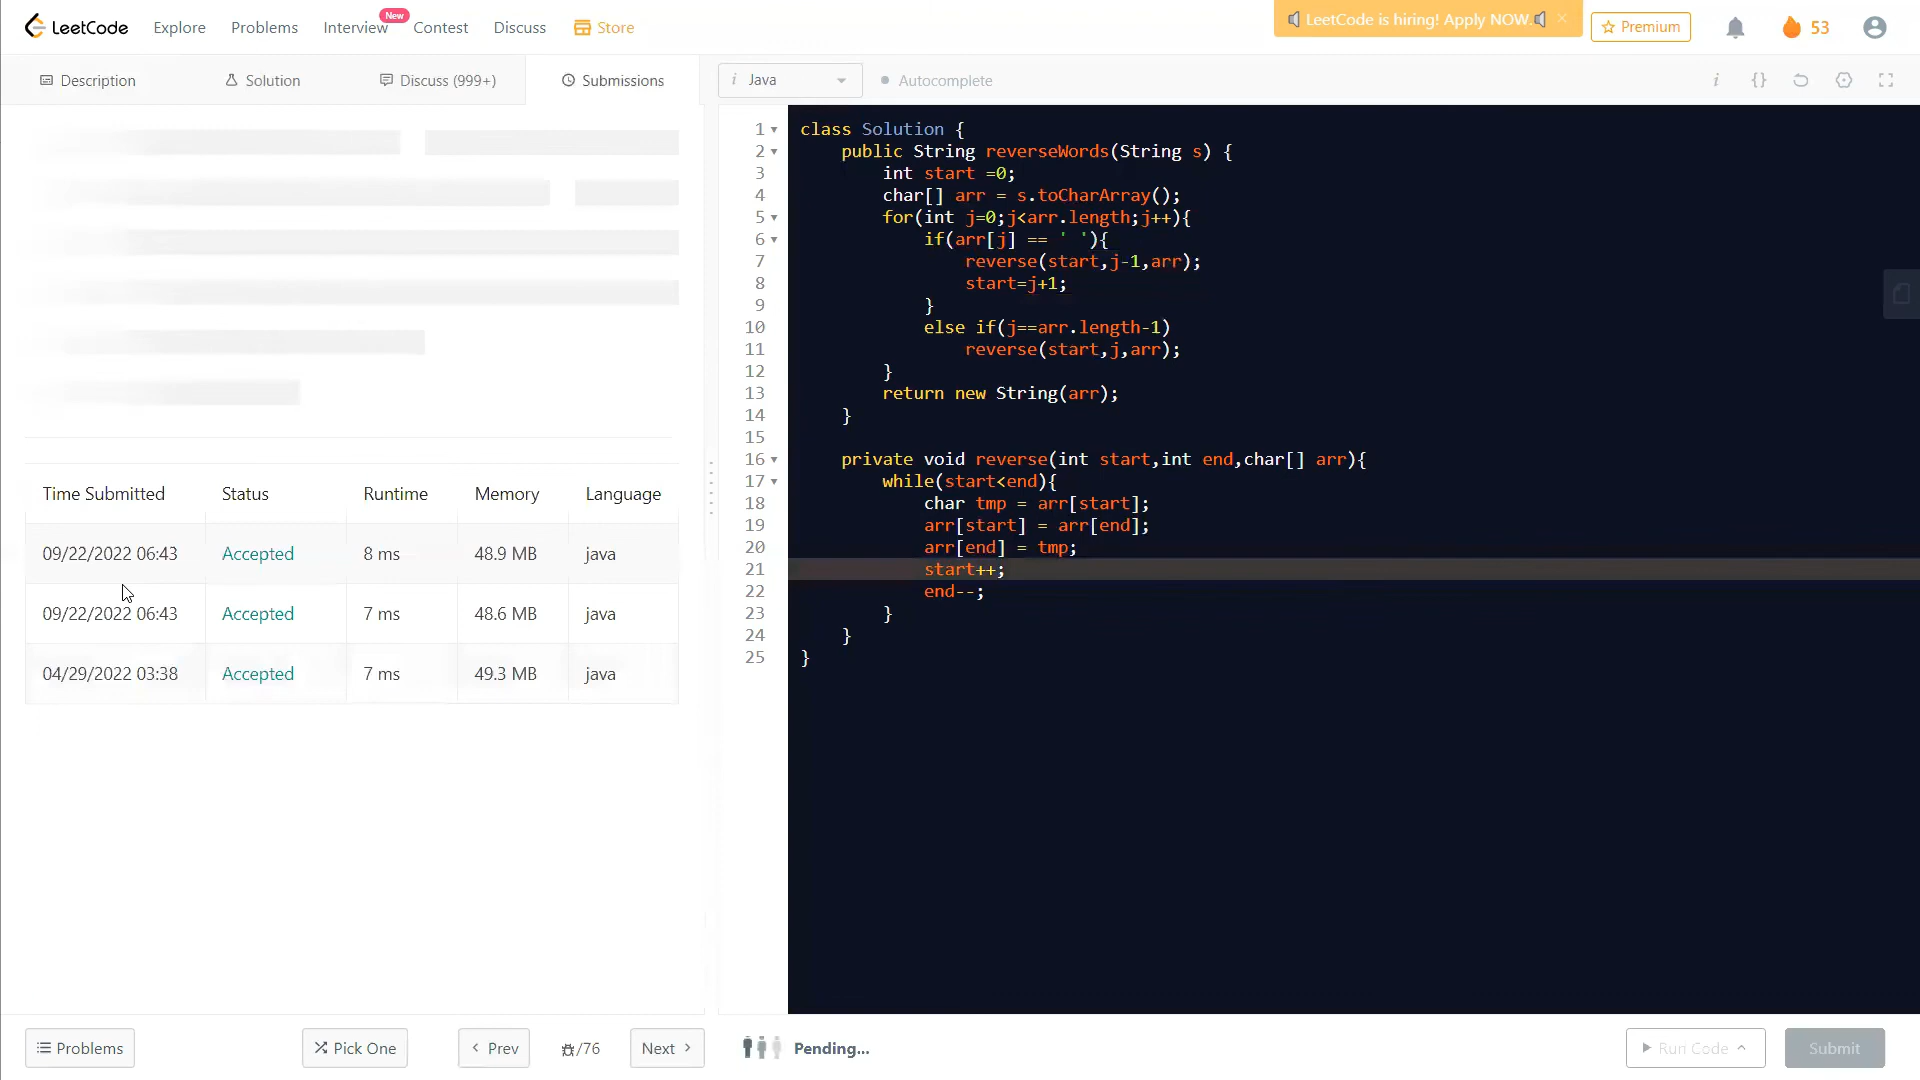 LeetCode Explore Problems Interview New Contest Discuss Store LeetCode is hiring! Apply NOW. Premium 53
Description Solution Discuss (999+) Submissions
i Java Autocomplete i {}
Time Submitted Status Runtime Memory Language
09/22/2022 06:43 Accepted 8 ms 48.9 MB java
09/22/2022 06:43 Accepted 7 ms 48.6 MB java
04/29/2022 03:38 Accepted 7 ms 49.3 MB java
1 class Solution {
2 public String reverseWords(String s) {
3 int start =0;
4 char[] arr = s.toCharArray();
5 for(int j=0;j<arr.length;j++){
6 if(arr[j] == ' '){
7 reverse(start,j-1,arr);
8 start=j+1;
9 }
10 else if(j==arr.length-1)
11 reverse(start,j,arr);
12 }
13 return new String(arr);
14 }
15
16 private void reverse(int start,int end,char[] arr){
17 while(start<end){
18 char tmp = arr[start];
19 arr[start] = arr[end];
20 arr[end] = tmp;
21 start++;
22 end--;
23 }
24 }
25 }
Problems Pick One Prev /76 Next Pending... Run Code Submit